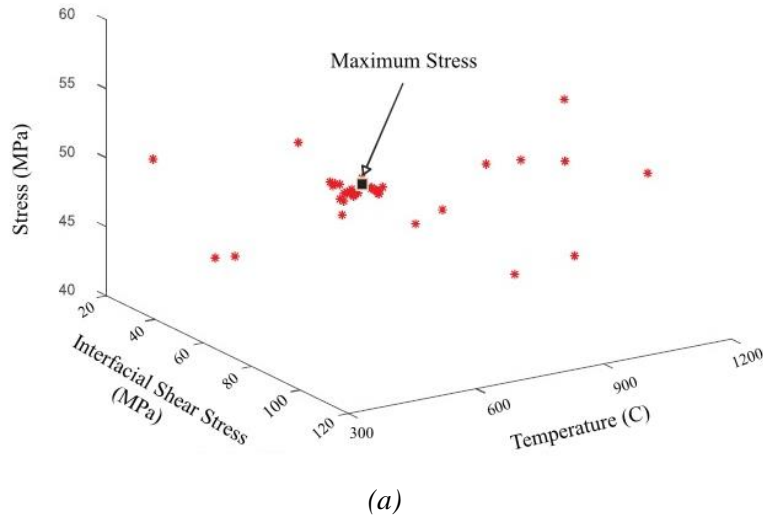 60
55
50
45
40
Stress (MPa)
Maximum Stress
20
40
60
80
100
120
Interfacial Shear Stress
(MPa)
300
600
900
1200
Temperature (C)
(a)